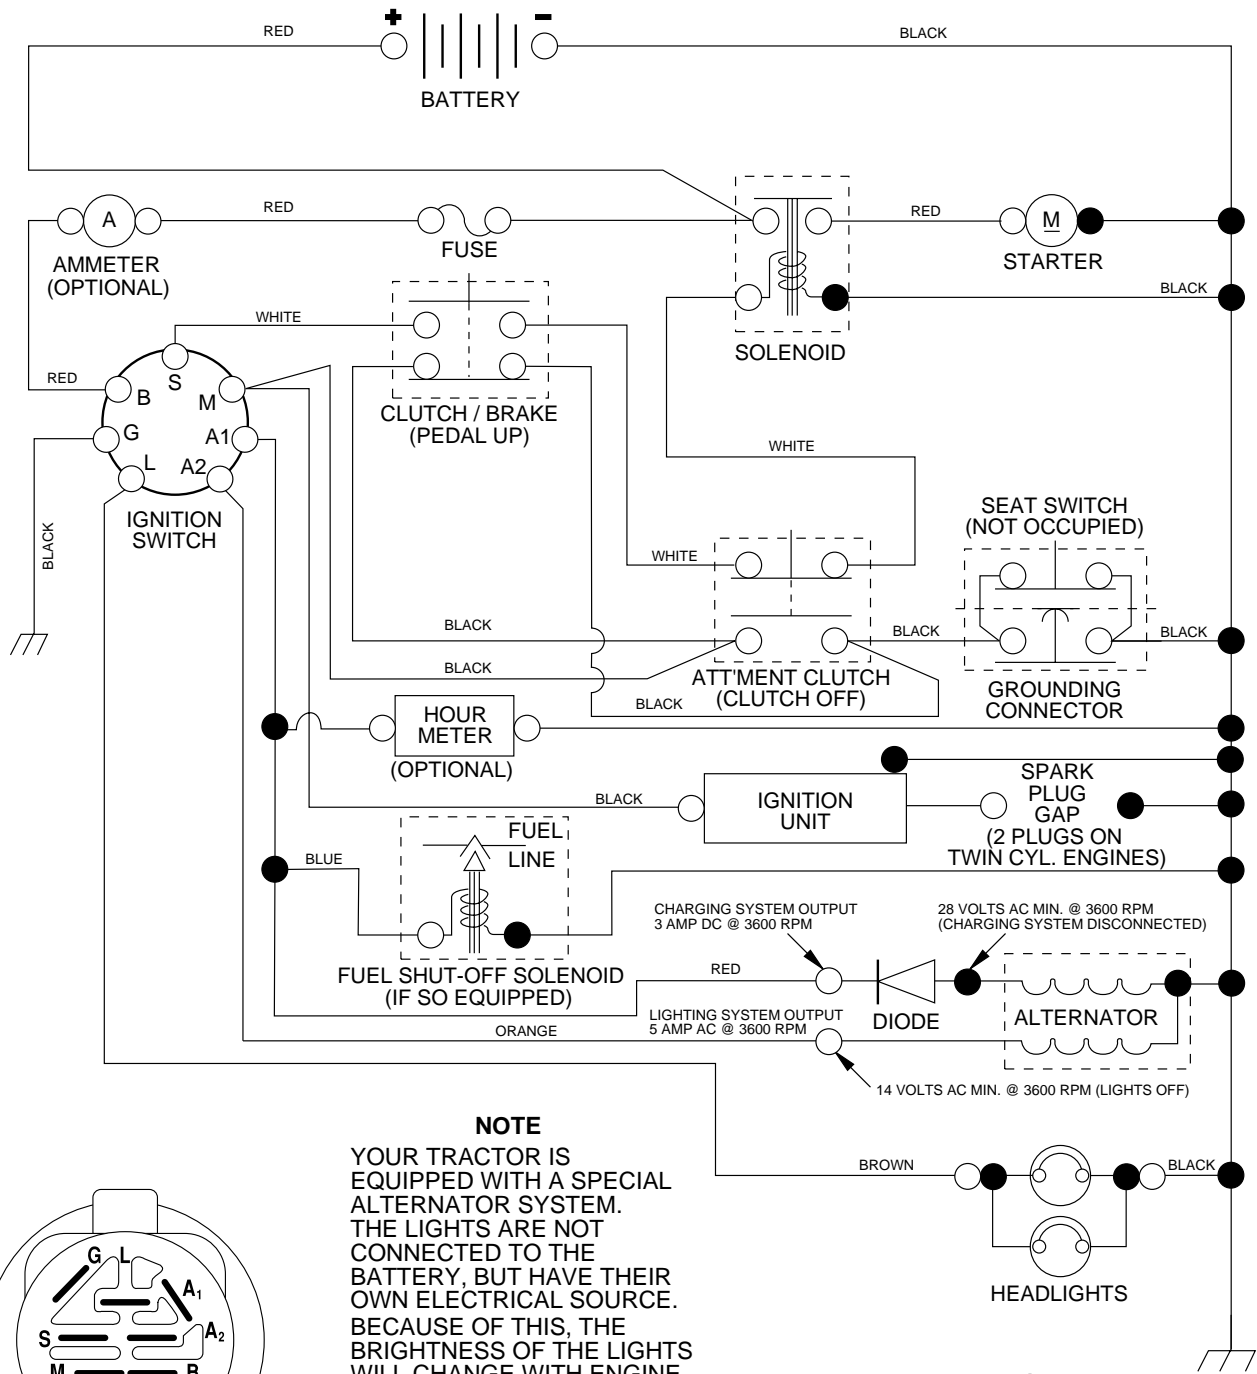 +
-
RED
BLACK
BATTERY
A
RED
FUSE
RED
M
AMMETER
(OPTIONAL)
STARTER
BLACK
SOLENOID
WHITE
RED
S
B
M
G
A1
L
A2
IGNITION
SWITCH
BLACK
CLUTCH / BRAKE
(PEDAL UP)
WHITE
SEAT SWITCH
(NOT OCCUPIED)
WHITE
BLACK
BLACK
BLACK
BLACK
ATT'MENT CLUTCH
(CLUTCH OFF)
BLACK
GROUNDING
CONNECTOR
HOUR
METER
(OPTIONAL)
BLACK
IGNITION
UNIT
SPARK
PLUG
GAP
(2 PLUGS ON
TWIN CYL. ENGINES)
FUEL
LINE
BLUE
FUEL SHUT-OFF SOLENOID
(IF SO EQUIPPED)
CHARGING SYSTEM OUTPUT
3 AMP DC @ 3600 RPM
28 VOLTS AC MIN. @ 3600 RPM
(CHARGING SYSTEM DISCONNECTED)
RED
DIODE
ALTERNATOR
LIGHTING SYSTEM OUTPUT
5 AMP AC @ 3600 RPM
ORANGE
14 VOLTS AC MIN. @ 3600 RPM (LIGHTS OFF)
BROWN
BLACK
HEADLIGHTS
NOTE
YOUR TRACTOR IS
EQUIPPED WITH A SPECIAL
ALTERNATOR SYSTEM.
THE LIGHTS ARE NOT
CONNECTED TO THE
BATTERY, BUT HAVE THEIR
OWN ELECTRICAL SOURCE.
BECAUSE OF THIS, THE
BRIGHTNESS OF THE LIGHTS
WILL CHANGE WITH ENGINE
G
L
A₁
A₂
S
M
B